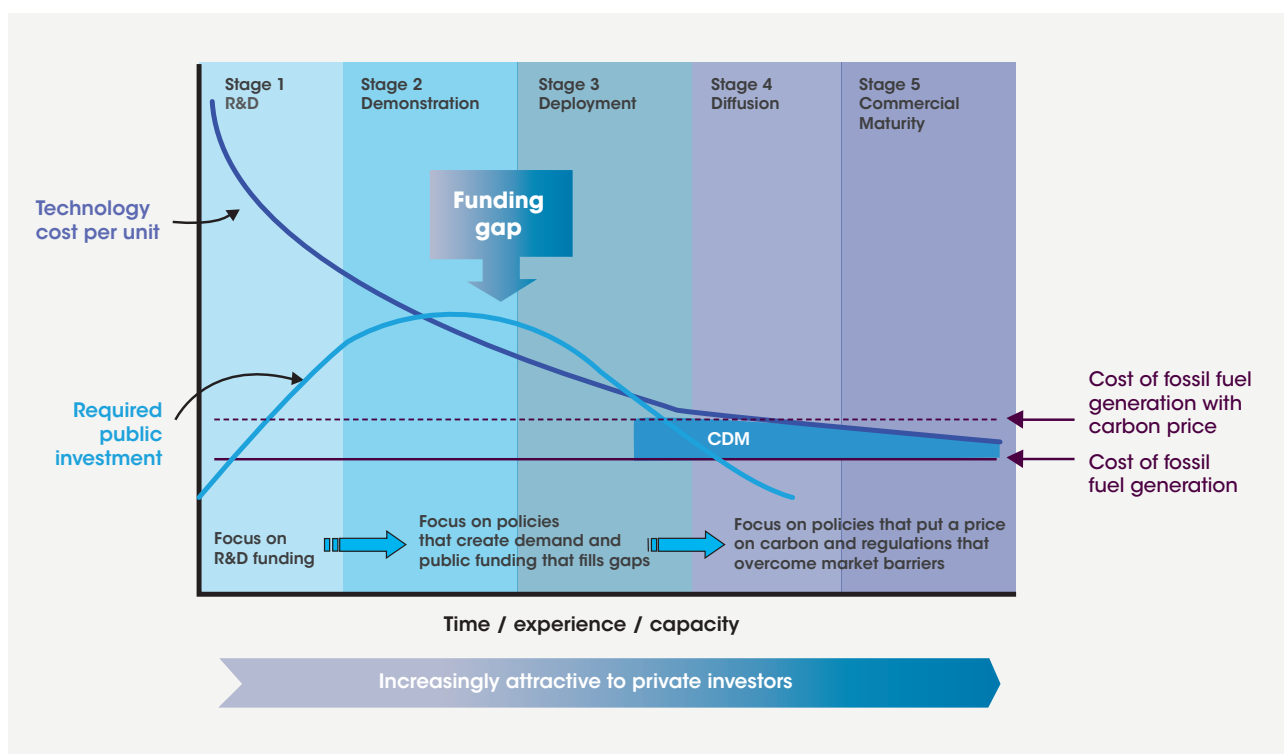 Stage 1
R&D
Stage 2
Demonstration
Stage 3
Deployment
Stage 4
Diffusion
Stage 5
Commercial
Maturity
Funding
gap
Technology
cost per unit
Required
public
investment
Cost of fossil fuel
generation with
carbon price
CDM
Cost of fossil
fuel generation
Focus on
R&D funding
Focus on policies
that create demand and
public funding that fills gaps
Focus on policies that put a price
on carbon and regulations that
overcome market barriers
Time / experience / capacity
Increasingly attractive to private investors